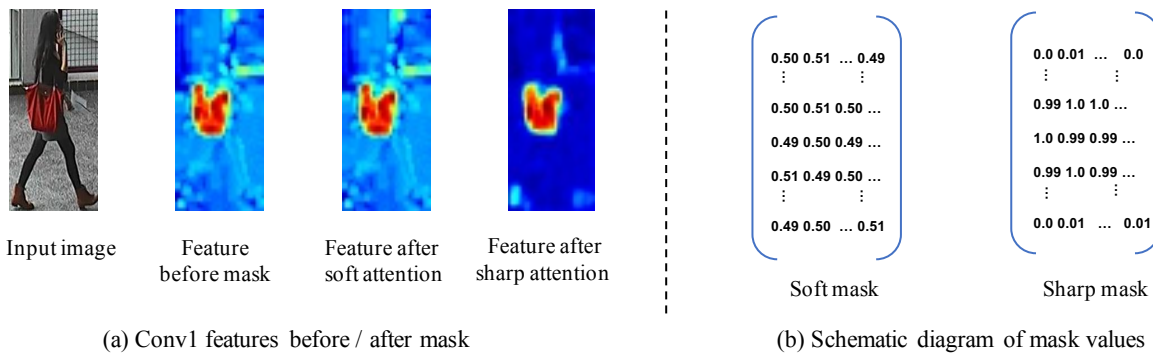 Input image
Feature
before mask
Feature after
soft attention
Feature after
sharp attention
(a) Conv1 features before / after mask
0.50 0.51 ... 0.49
⋮ ⋮
0.50 0.51 0.50 ...
0.49 0.50 0.49 ...
0.51 0.49 0.50 ...
⋮ ⋮
0.49 0.50 ... 0.51
Soft mask
0.0 0.01 ... 0.0
⋮ ⋮
0.99 1.0 1.0 ...
1.0 0.99 0.99 ...
0.99 1.0 0.99 ...
⋮ ⋮
0.0 0.01 ... 0.01
Sharp mask
(b) Schematic diagram of mask values